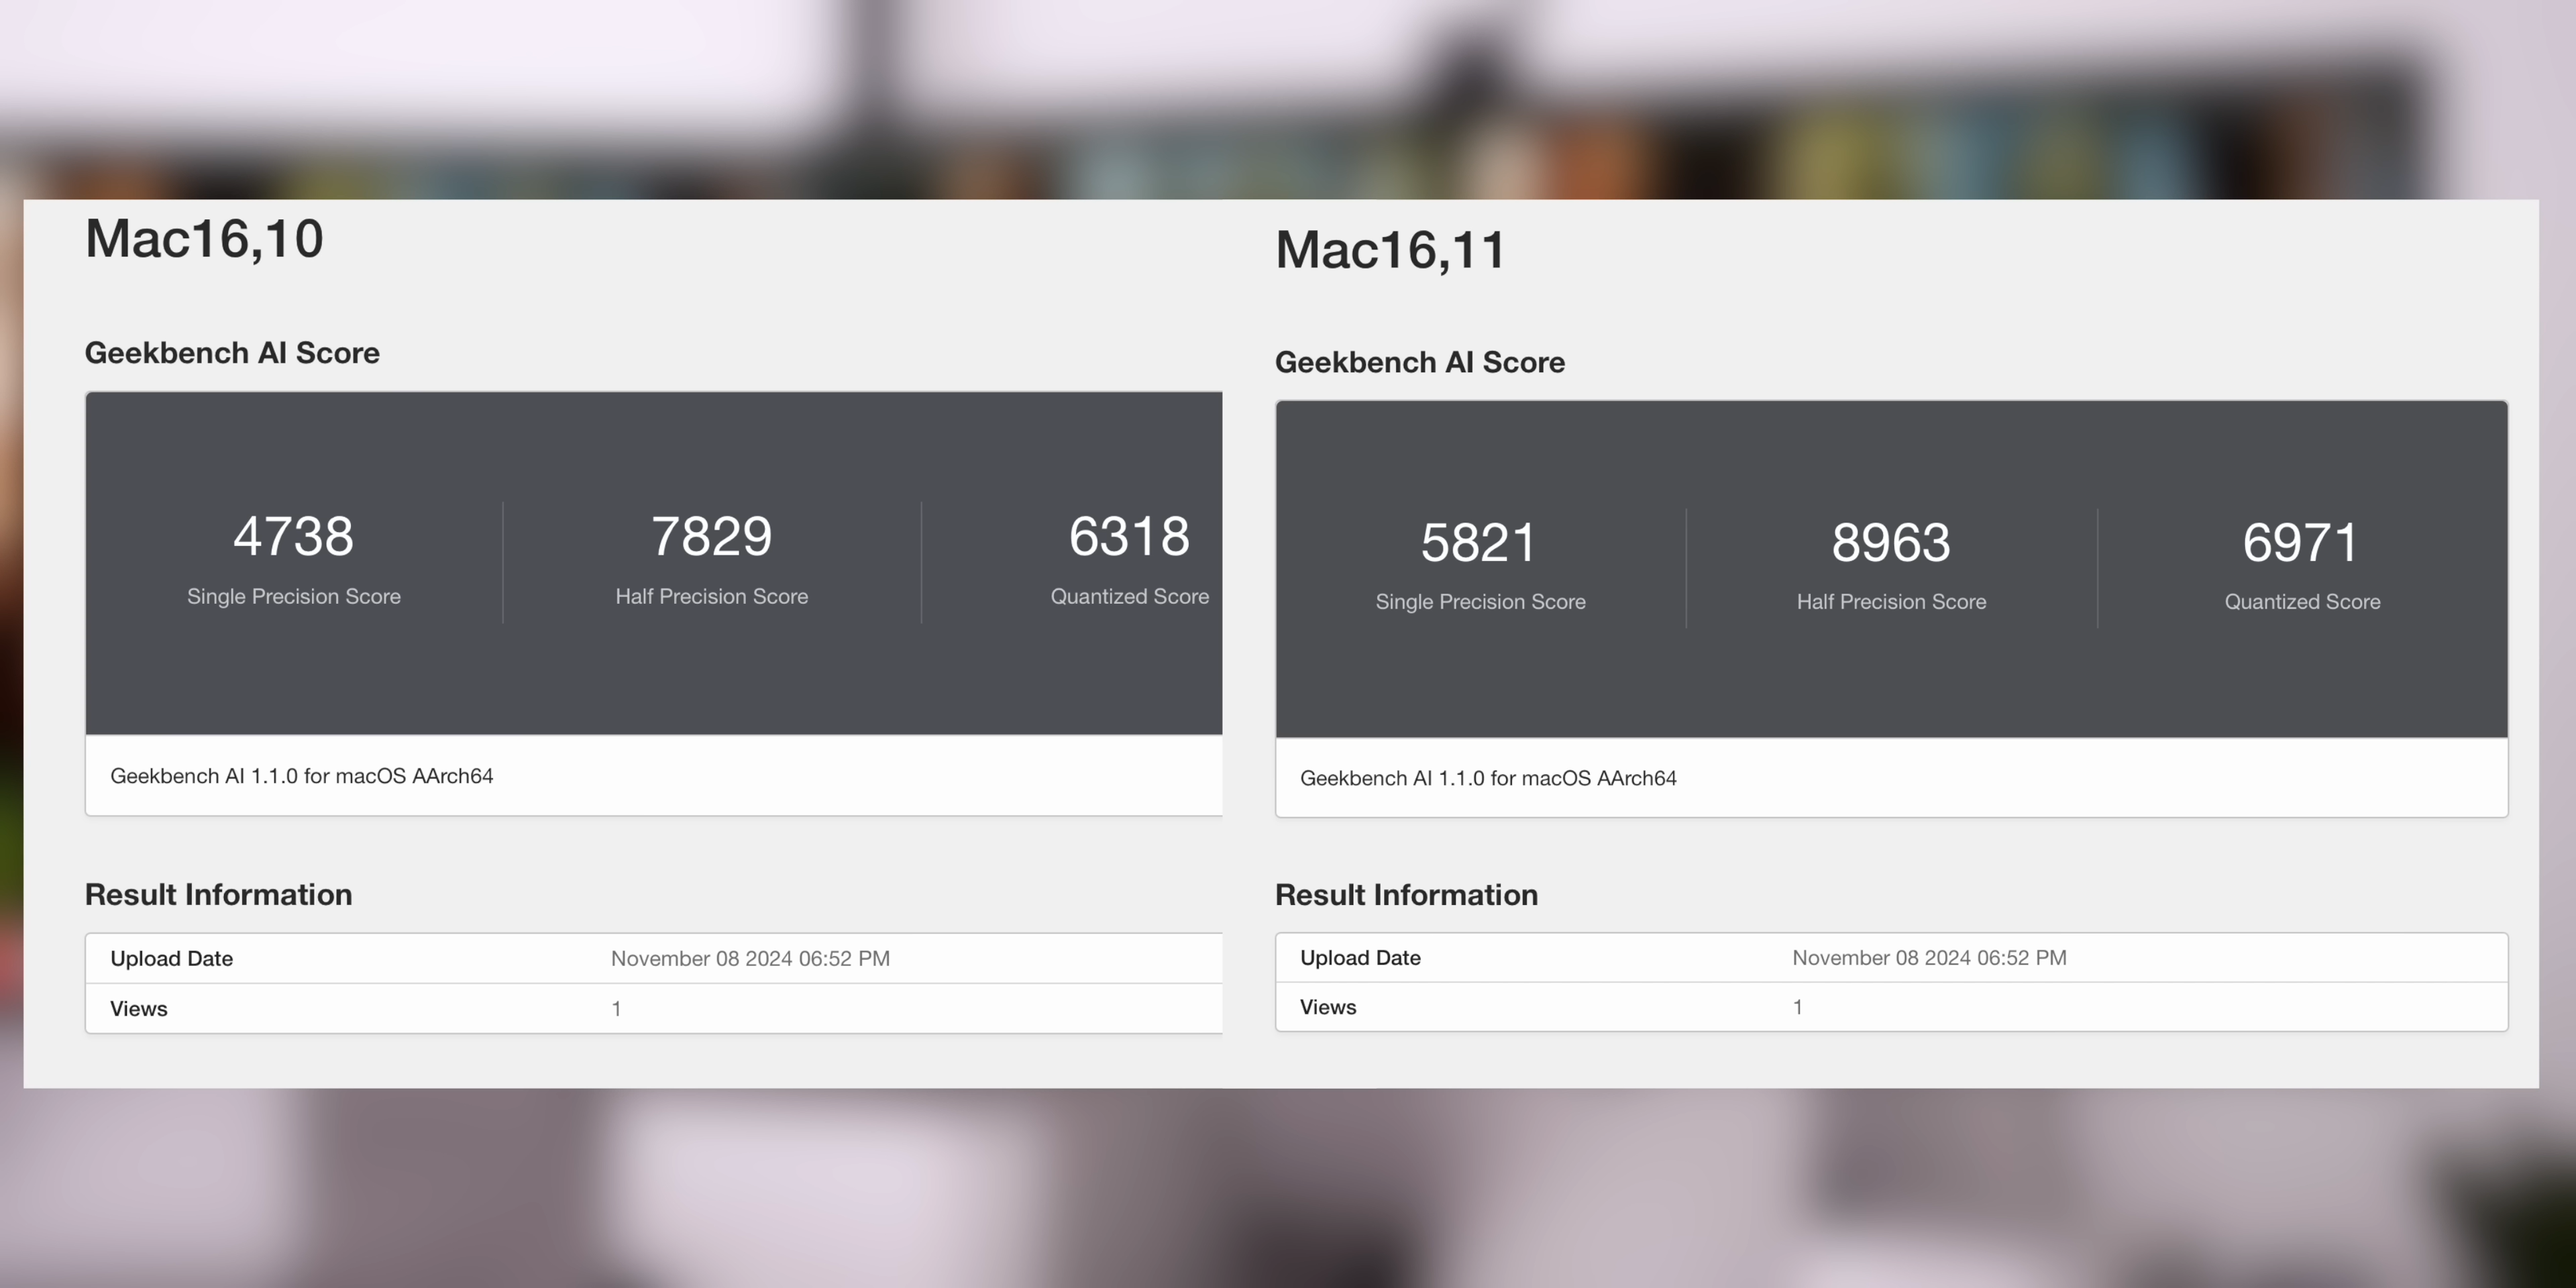 Mac16,10
Geekbench AI Score
4738
Single Precision Score
7829
Half Precision Score
6318
Quantized Score
Geekbench AI 1.1.0 for macOS AArch64
Result Information
Upload Date November 08 2024 06:52 PM
Views 1
Mac16,11
Geekbench AI Score
5821
Single Precision Score
8963
Half Precision Score
6971
Quantized Score
Geekbench AI 1.1.0 for macOS AArch64
Result Information
Upload Date November 08 2024 06:52 PM
Views 1